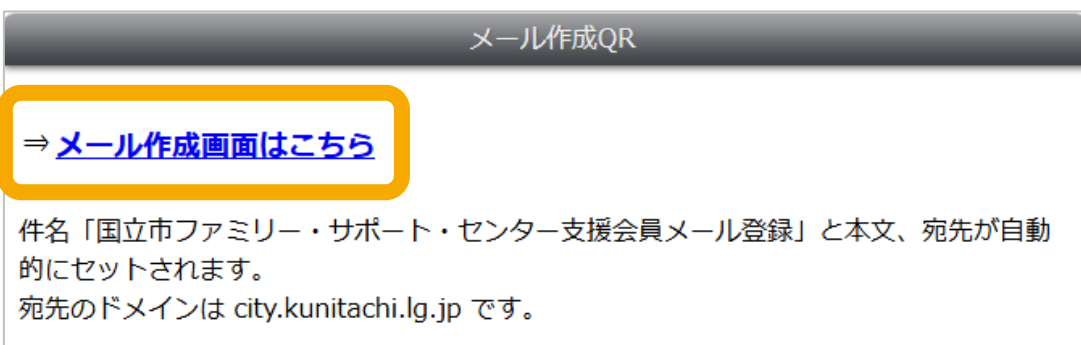 メール作成QR
⇒メール作成画面はこちら
件名「国立市ファミリー・サポート・センター支援会員メール登録」と本文、宛先が自動
的にセットされます。
宛先のドメインは city.kunitachi.lg.jp です。